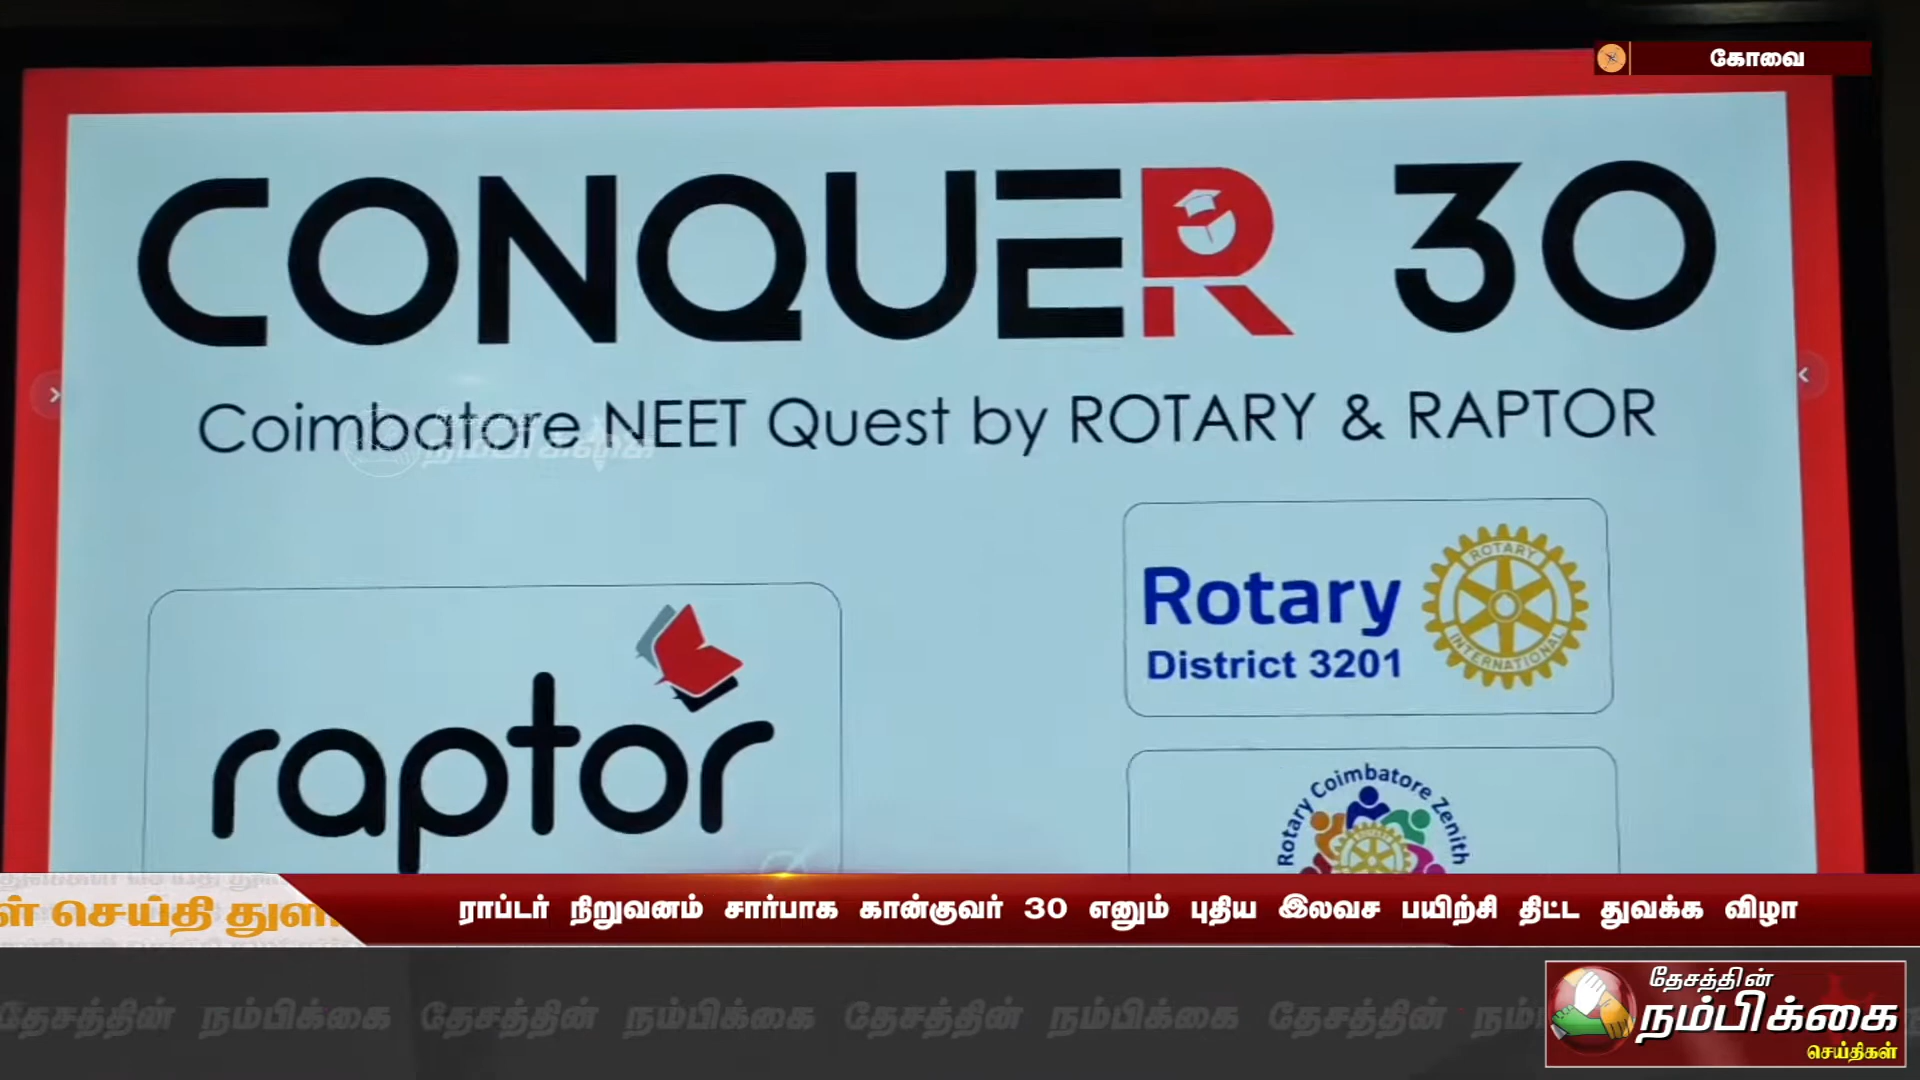 கோவை
CONQUER 30
Coimbatore NEET Quest by ROTARY & RAPTOR
Rotary
District 3201
ROTARY
INTERNATIONAL
raptor
Rotary Coimbatore Zenith
செய்தி
ராப்டர் நிறுவனம் சார்பாக கான்குவர் 30 எனும் புதிய இலவச பயிற்சி திட்ட துவக்க விழா
தேசத்தின் நம்பிக்கை தேசத்தின் நம்பிக்கை தேசத்தின் நம்பிக்கை தேசத்தின்
தேசத்தின்
நம்பிக்கை
செய்திகள்